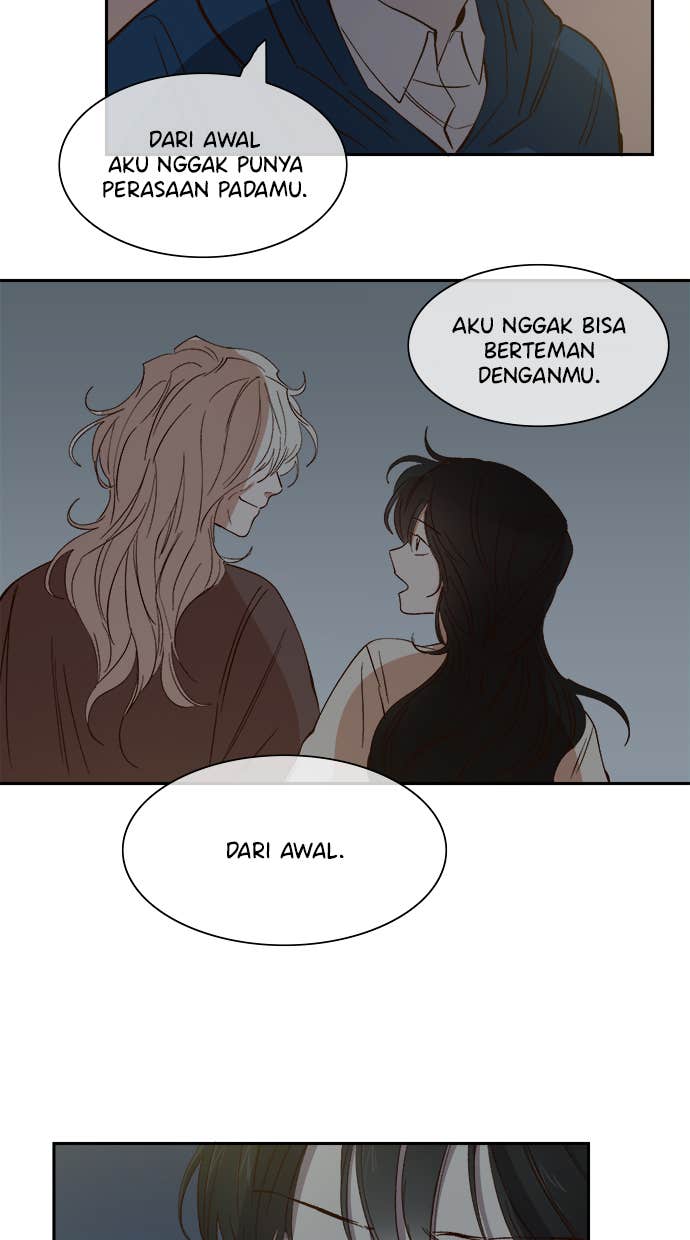 DARI AWAL
AKU NGGAK PUNYA
PERASAAN PADAMU.
AKU NGGAK BISA
BERTEMAN
DENGANMU.
DARI AWAL.